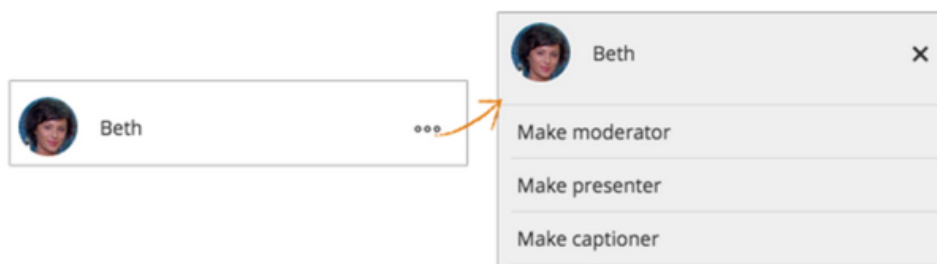 Beth
Beth
Make moderator
Make presenter
Make captioner